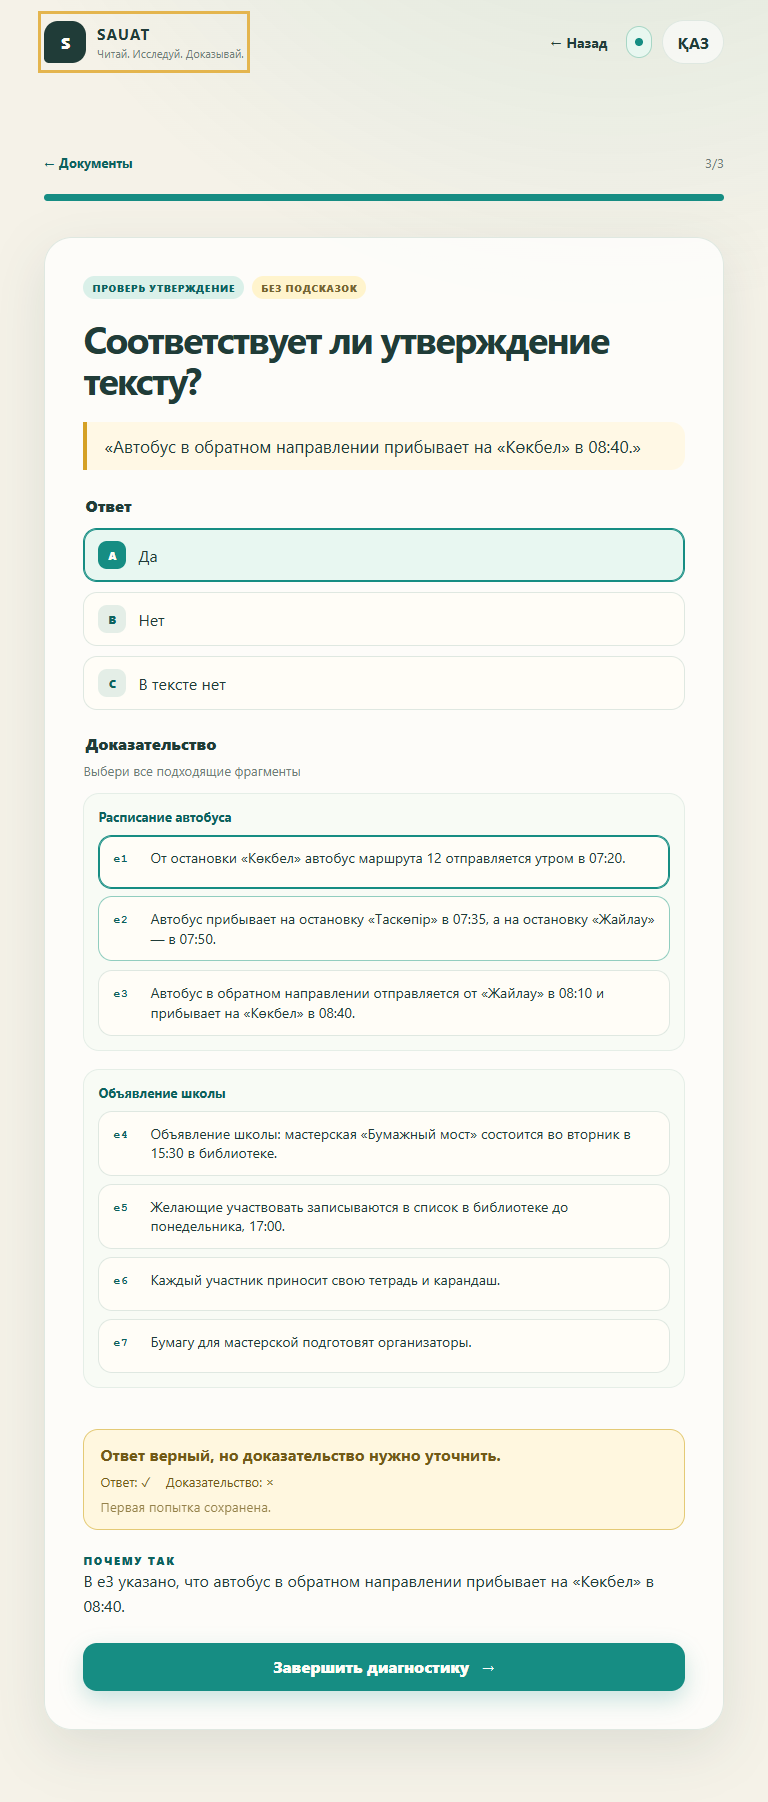 S
SAUAT
Читай. Исследуй. Доказывай.
← Назад
ҚАЗ
← Документы
3/3
ПРОВЕРЬ УТВЕРЖДЕНИЕ
БЕЗ ПОДСКАЗОК
Соответствует ли утверждение
тексту?
«Автобус в обратном направлении прибывает на «Көкбел» в 08:40.»
Ответ
A Да
B Нет
C В тексте нет
Доказательство
Выбери все подходящие фрагменты
Расписание автобуса
e1 От остановки «Көкбел» автобус маршрута 12 отправляется утром в 07:20.
e2 Автобус прибывает на остановку «Таскөпір» в 07:35, а на остановку «Жайлау»
— в 07:50.
e3 Автобус в обратном направлении отправляется от «Жайлау» в 08:10 и
прибывает на «Көкбел» в 08:40.
Объявление школы
e4 Объявление школы: мастерская «Бумажный мост» состоится во вторник в
15:30 в библиотеке.
e5 Желающие участвовать записываются в список в библиотеке до
понедельника, 17:00.
e6 Каждый участник приносит свою тетрадь и карандаш.
e7 Бумагу для мастерской подготовят организаторы.
Ответ верный, но доказательство нужно уточнить.
Ответ: ✓ Доказательство: ×
Первая попытка сохранена.
ПОЧЕМУ ТАК
В e3 указано, что автобус в обратном направлении прибывает на «Көкбел» в
08:40.
Завершить диагностику →